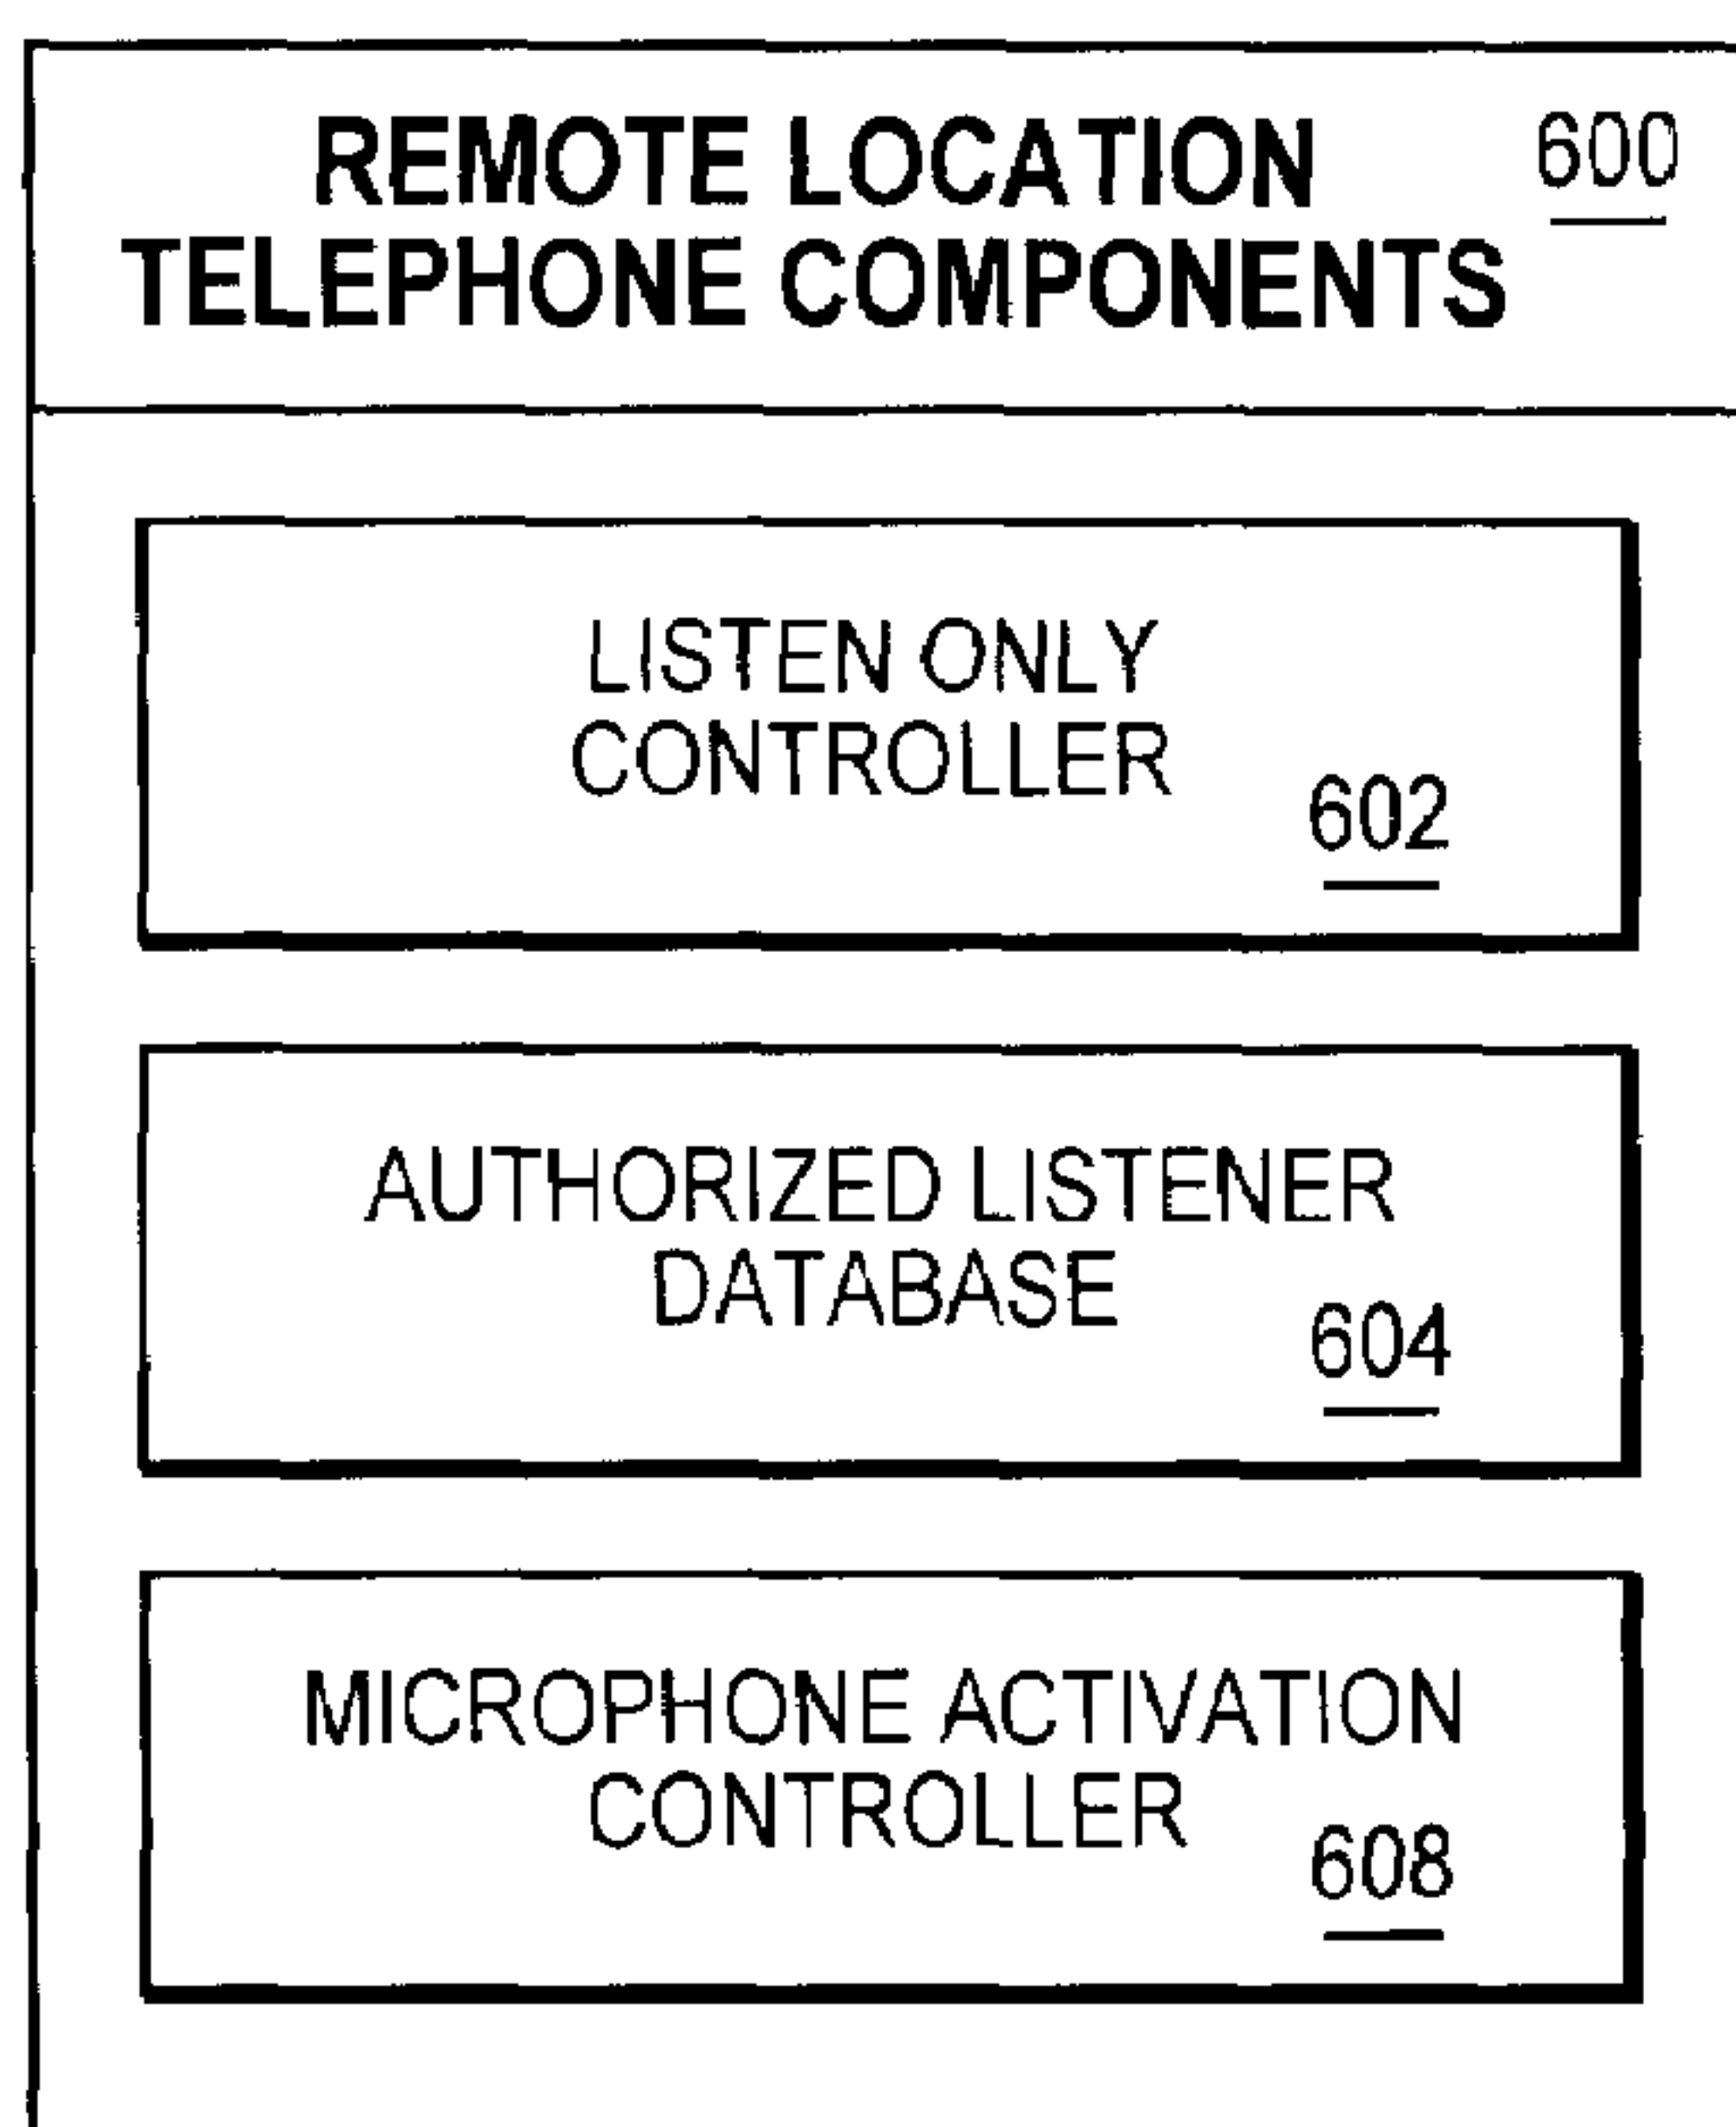 REMOTE LOCATION 600
TELEPHONE COMPONENTS
LISTEN ONLY
CONTROLLER
602
AUTHORIZED LISTENER
DATABASE
604
MICROPHONE ACTIVATION
CONTROLLER
608